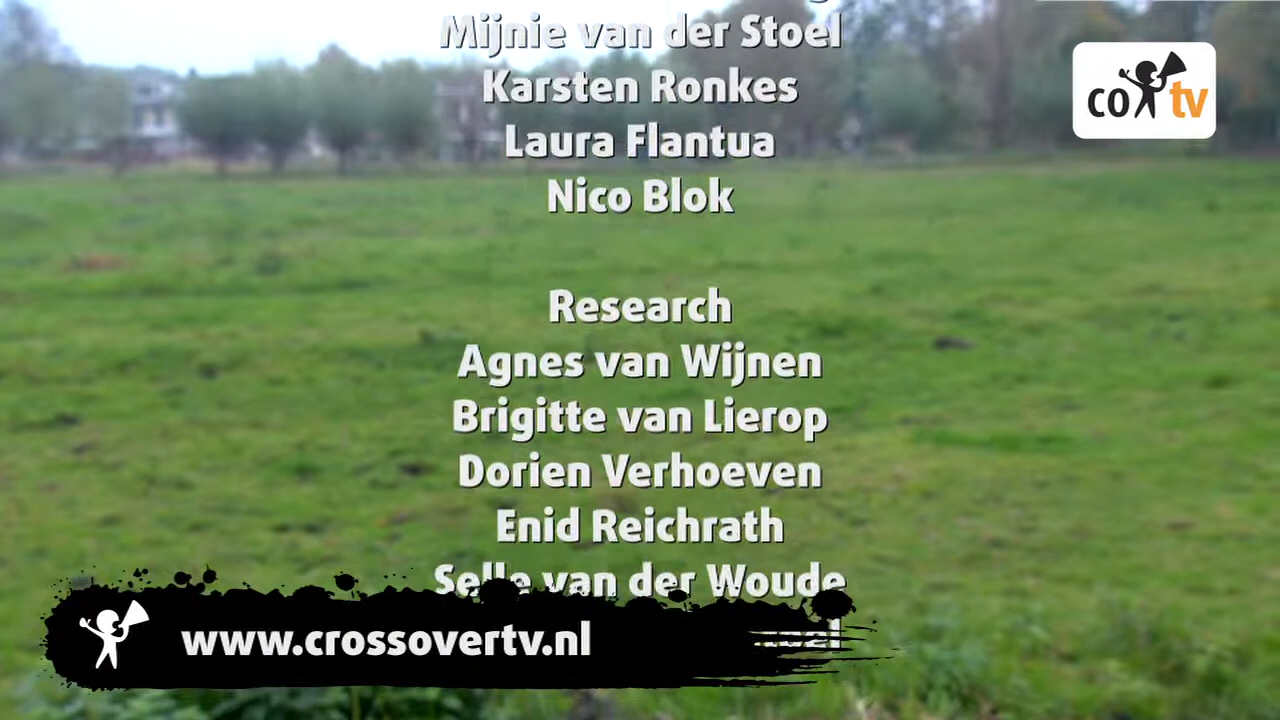 Mijnie van der Stoel
co tv
Karsten Ronkes
Laura Flantua
Nico Blok
Research
Agnes van Wijnen
Brigitte van Lierop
Dorien Verhoeven
Enid Reichrath
Selle van der Woude
www.crossovertv.nl